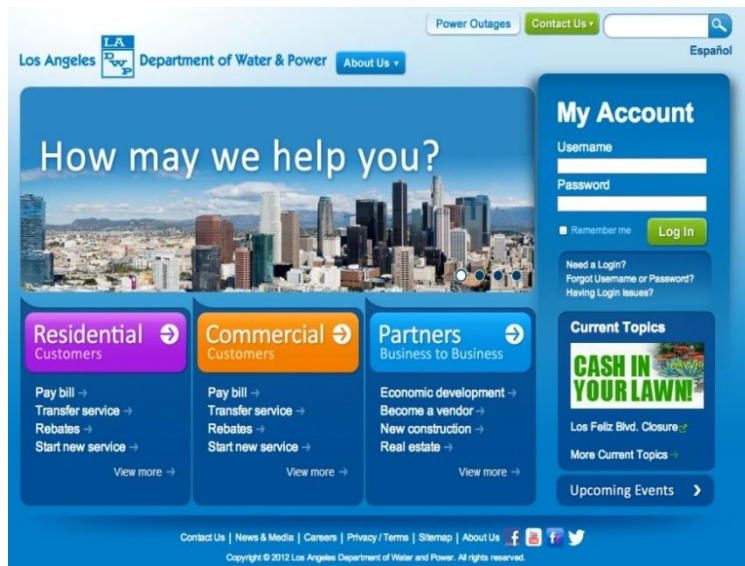 Power Outages
Contact Us
Español
Los Angeles
LA
DWP
Department of Water & Power
About Us
How may we help you?
My Account
Username
Password
Remember me
Log In
Need a Login?
Forgot Username or Password?
Having Login Issues?
Residential
Customers
Pay bill
Transfer service
Rebates
Start new service
View more
Commercial
Customers
Pay bill
Transfer service
Rebates
Start new service
View more
Partners
Business to Business
Economic development
Become a vendor
New construction
Real estate
View more
Current Topics
CASH IN
YOUR LAWN!
Los Feliz Blvd. Closure
More Current Topics
Upcoming Events
Contact Us | News & Media | Careers | Privacy / Terms | Sitemap | About Us
Copyright © 2012 Los Angeles Department of Water and Power. All rights reserved.